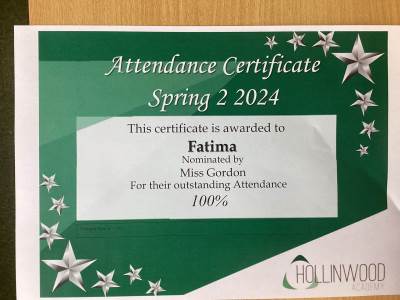 Attendance Certificate
Spring 2 2024
This certificate is awarded to
Fatima
Nominated by
Miss Gordon
For their outstanding Attendance
100%
HOLLINWOOD
ACADEMY